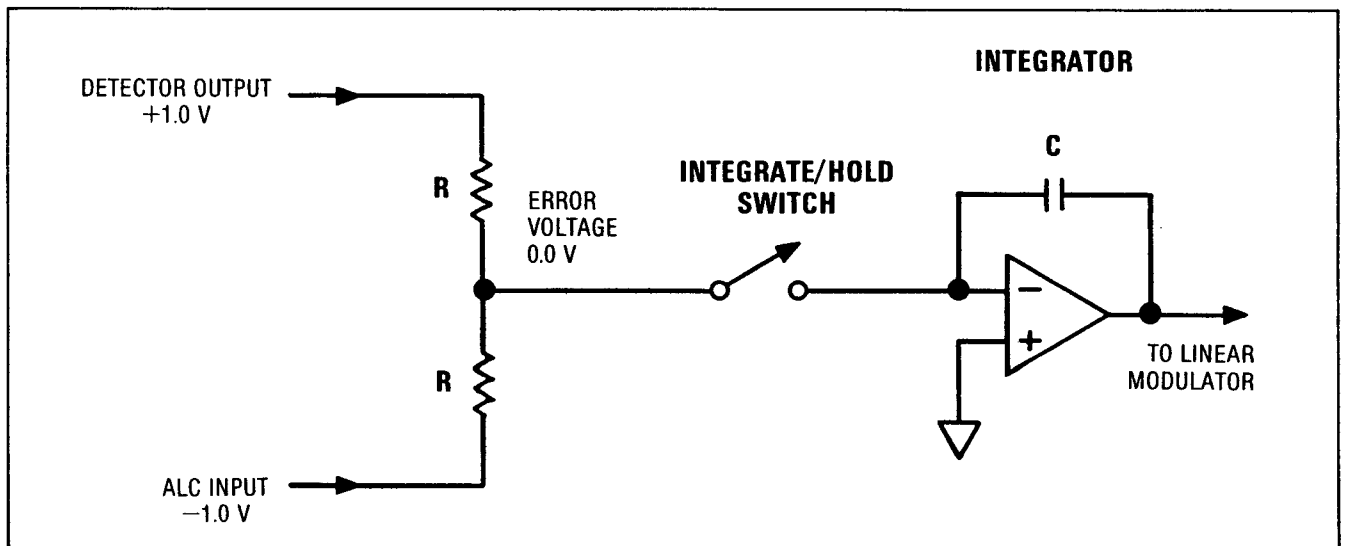 INTEGRATOR
DETECTOR OUTPUT
+1.0 V
C
INTEGRATE/HOLD
SWITCH
R
ERROR
VOLTAGE
0.0 V
−
+
TO LINEAR
MODULATOR
R
ALC INPUT
−1.0 V